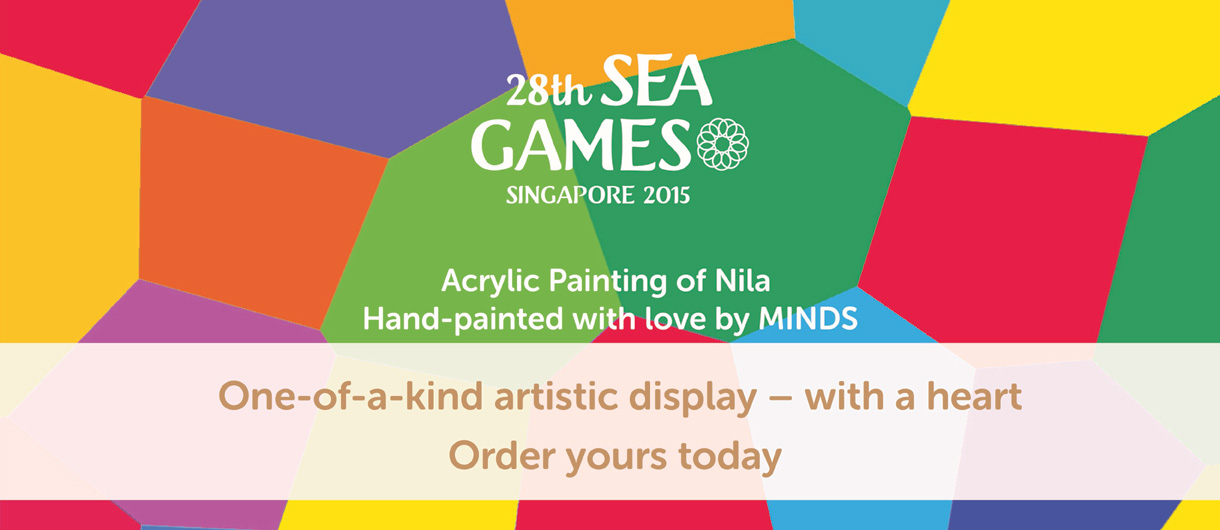 28th SEA
GAMES
SINGAPORE 2015
Acrylic Painting of Nila
Hand-painted with love by MINDS
One-of-a-kind artistic display – with a heart
Order yours today